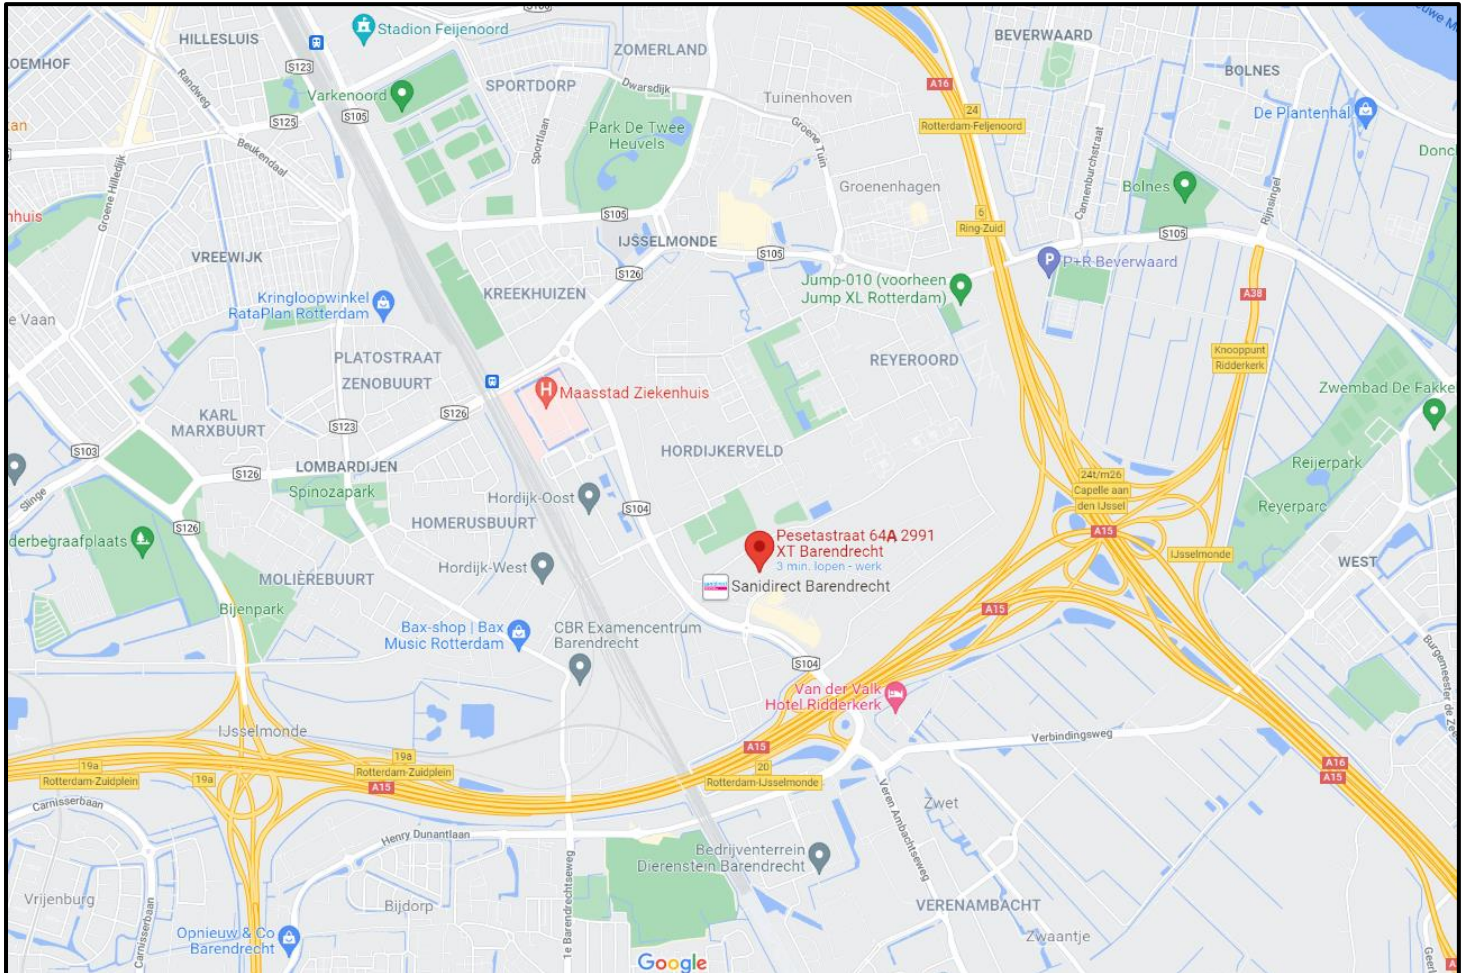 Stadion Feijenoord
HILLESLUIS
ZOMERLAND
BEVERWAARD
BOLNES
S123
Randweg
Varkenoord
S105
S125
SPORTDORP
Dwarsdijk
Tuinenhoven
A16
24
Rotterdam-Feijenoord
De Plantenhal
Beukendaal
Sportlaan
Park De Twee
Heuvels
Groene Tuin
Cannenburchstraat
Groene Hilledijk
Groenenhagen
Bolnes
Rijnsingel
S105
6
Ring-Zuid
S105
IJSSELMONDE
S105
VREEWIJK
S126
P+R Beverwaard
KREEKHUIZEN
Jump-010 (voorheen
Jump XL Rotterdam)
Kringloopwinkel
RataPlan Rotterdam
A38
e Vaan
PLATOSTRAAT
ZENOBUURT
REYEROORD
Knooppunt
Ridderkerk
Maasstad Ziekenhuis
Zwembad De Fakke
KARL
MARXBUURT
S126
S123
S103
HORDIJKERVELD
LOMBARDIJEN
S126
Slinge
Spinozapark
Hordijk-Oost
S104
24t/m26
Capelle aan
den IJssel
Reijerpark
Reyerparc
S126
HOMERUSBUURT
Pesetastraat 64A 2991
XT Barendrecht
3 min. lopen - werk
A15
derbegraafplaats
IJsselmonde
WEST
Hordijk-West
MOLIÈREBUURT
Sanidirect Barendrecht
Bijenpark
A15
Bax-shop | Bax
Music Rotterdam
CBR Examencentrum
Barendrecht
S104
Van der Valk
Hotel Ridderkerk
IJsselmonde
Verbindingsweg
A15
19a
Rotterdam-Zuidplein
19a
19a
Rotterdam-Zuidplein
A15
20
Rotterdam-IJsselmonde
A16
A15
Carnisserbaan
Henry Dunantlaan
Veren Ambachtseweg
Zwet
Bedrijventerrein
Dierenstein Barendrecht
1e Barendrechtseweg
Vrijenburg
Bijdorp
VERENAMBACHT
Carnisserbaan
Opnieuw & Co
Barendrecht
Zwaantje
Google